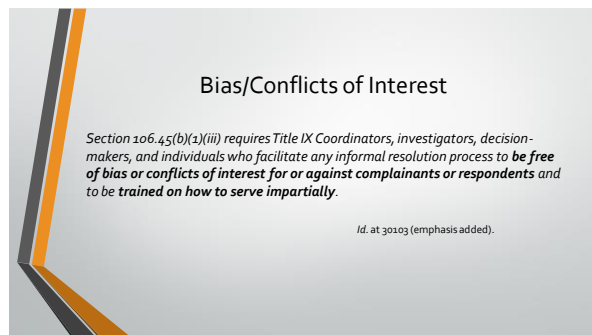 Bias/Conflicts of Interest
Section 106.45(b)(1)(iii) requires Title IX Coordinators, investigators, decision-
makers, and individuals who facilitate any informal resolution process to be free
of bias or conflicts of interest for or against complainants or respondents and
to be trained on how to serve impartially.
Id. at 30103 (emphasis added).